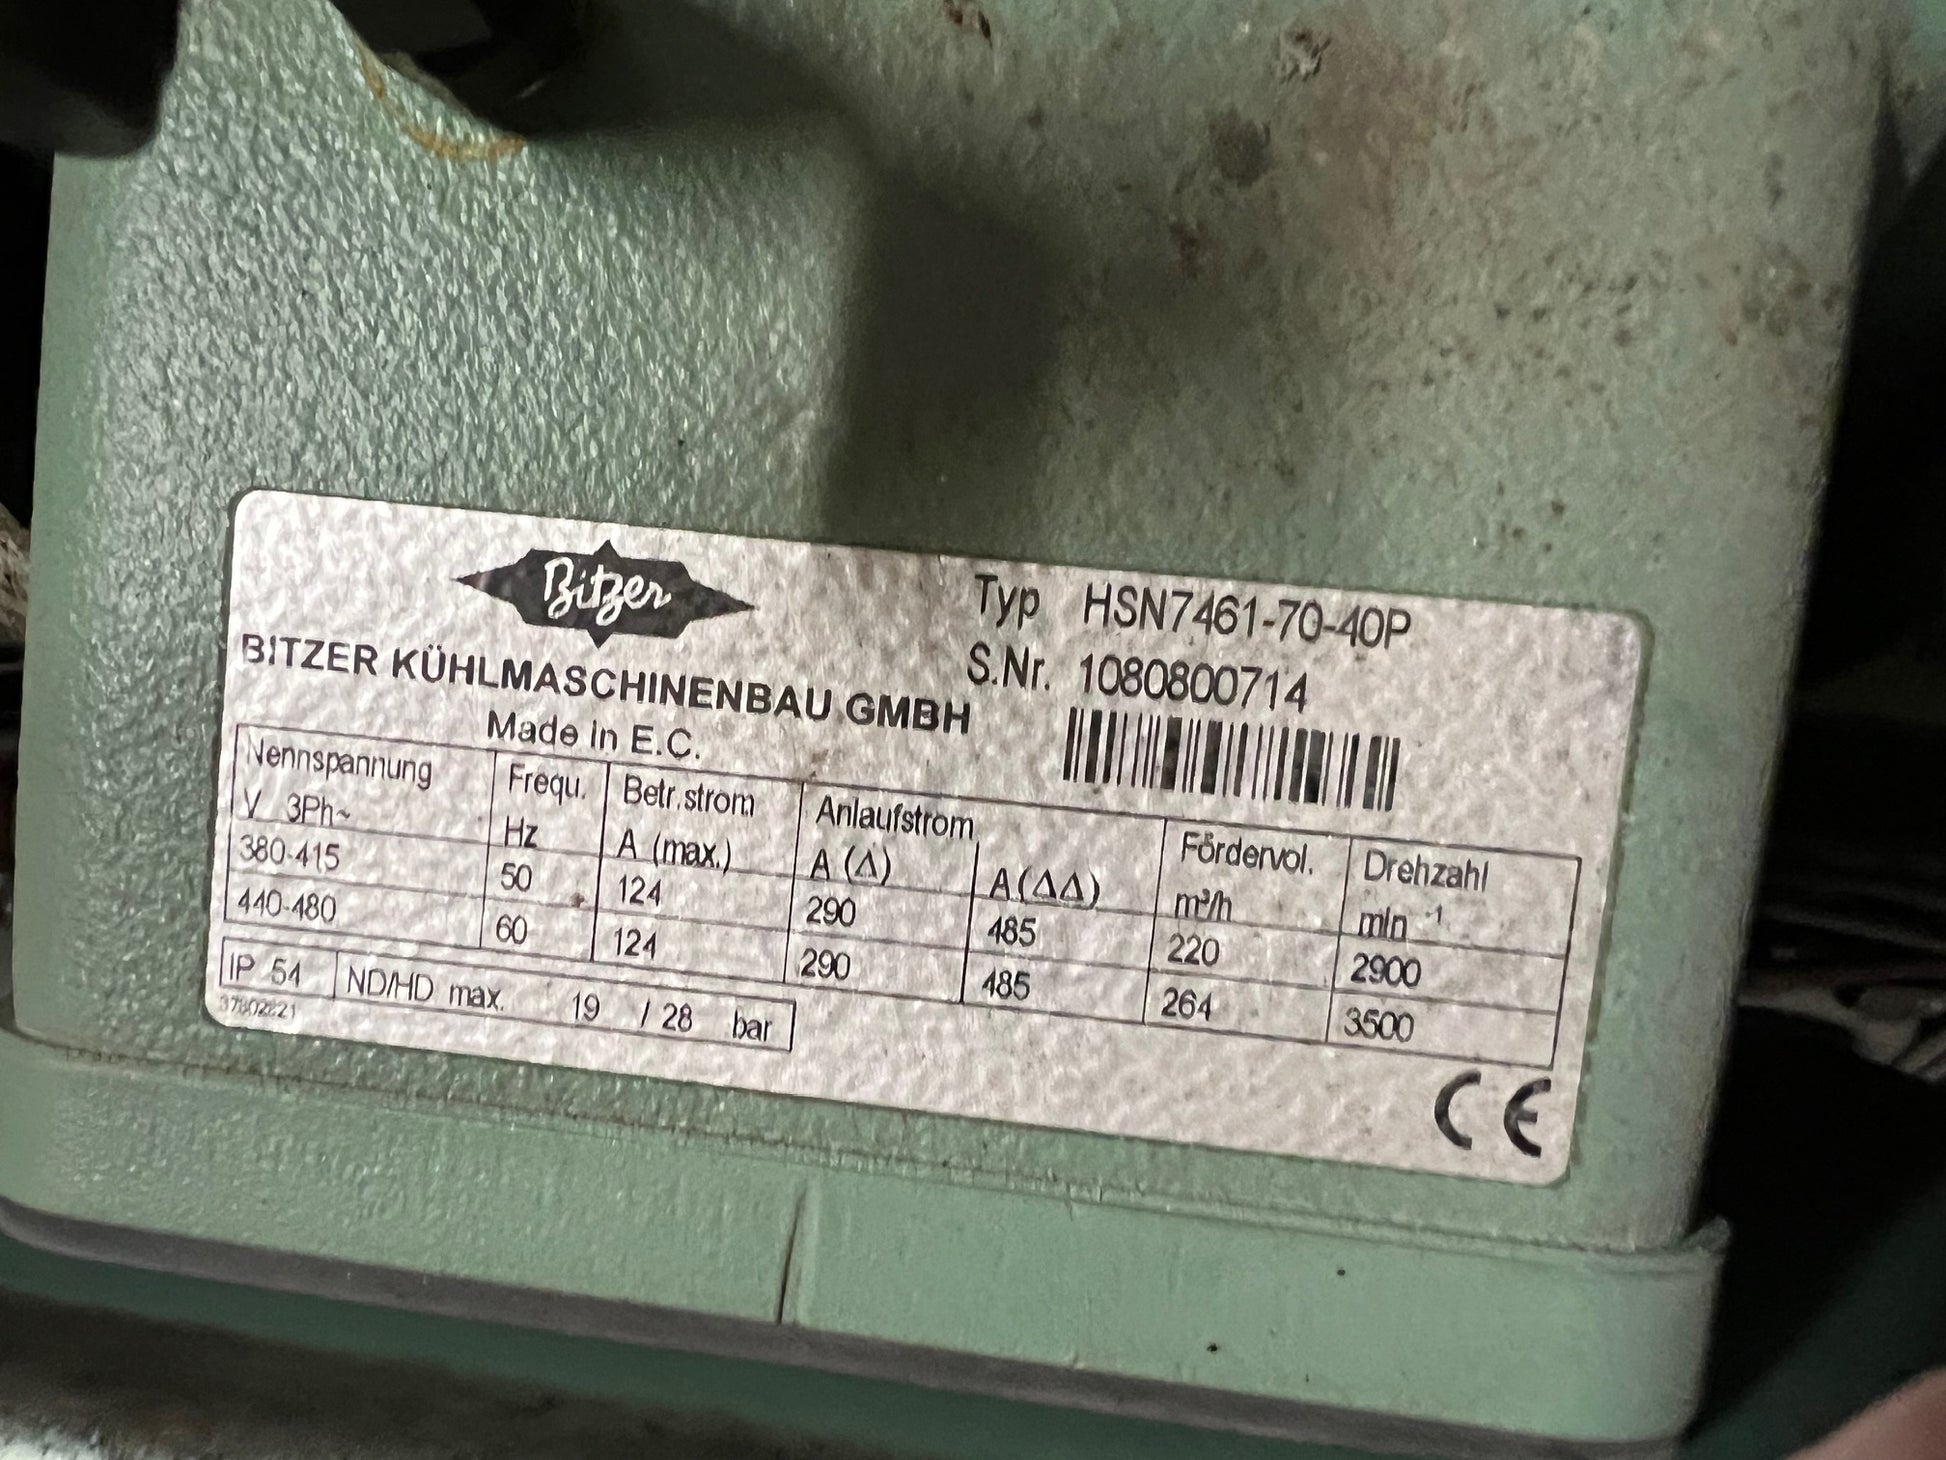 Bitzer
BITZER KÜHLMASCHINENBAU GMBH
Made in E.C.
Typ HSN7461-70-40P
S.Nr. 1080800714
Nennspannung Frequ. Betr.strom Anlaufstrom Fördervol. Drehzahl
V 3Ph~ Hz A (max.) A (Δ) A (ΔΔ) m³/h min -1
380-415 50 124 290 485 220 2900
440-480 60 124 290 485 264 3500
IP 54 ND/HD max. 19 / 28 bar
CE